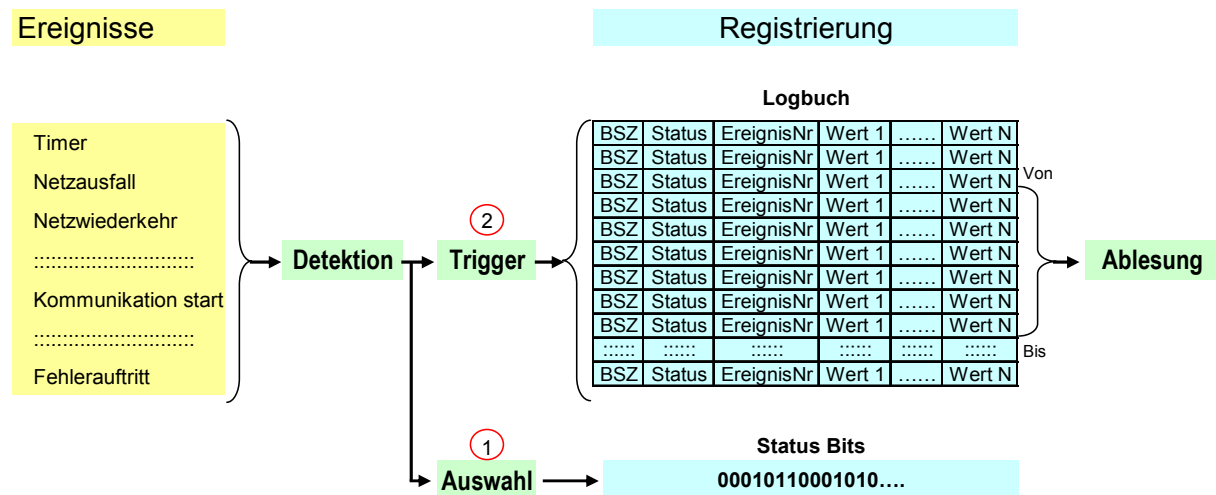 Ereignisse
Registrierung
Logbuch
Timer
Netzausfall
Netzwiederkehr
::::::::::::::::::::::::::::
Kommunikation start
::::::::::::::::::::::::::::
Fehlerauftritt
Detektion
2
Trigger
BSZ Status EreignisNr Wert 1 ...... Wert N
BSZ Status EreignisNr Wert 1 ...... Wert N
BSZ Status EreignisNr Wert 1 ...... Wert N
BSZ Status EreignisNr Wert 1 ...... Wert N
BSZ Status EreignisNr Wert 1 ...... Wert N
BSZ Status EreignisNr Wert 1 ...... Wert N
BSZ Status EreignisNr Wert 1 ...... Wert N
BSZ Status EreignisNr Wert 1 ...... Wert N
BSZ Status EreignisNr Wert 1 ...... Wert N
:::::: :::::: :::::: :::::: :::::: ::::::
BSZ Status EreignisNr Wert 1 ...... Wert N
Von
Bis
Ablesung
1
Auswahl
Status Bits
00010110001010....